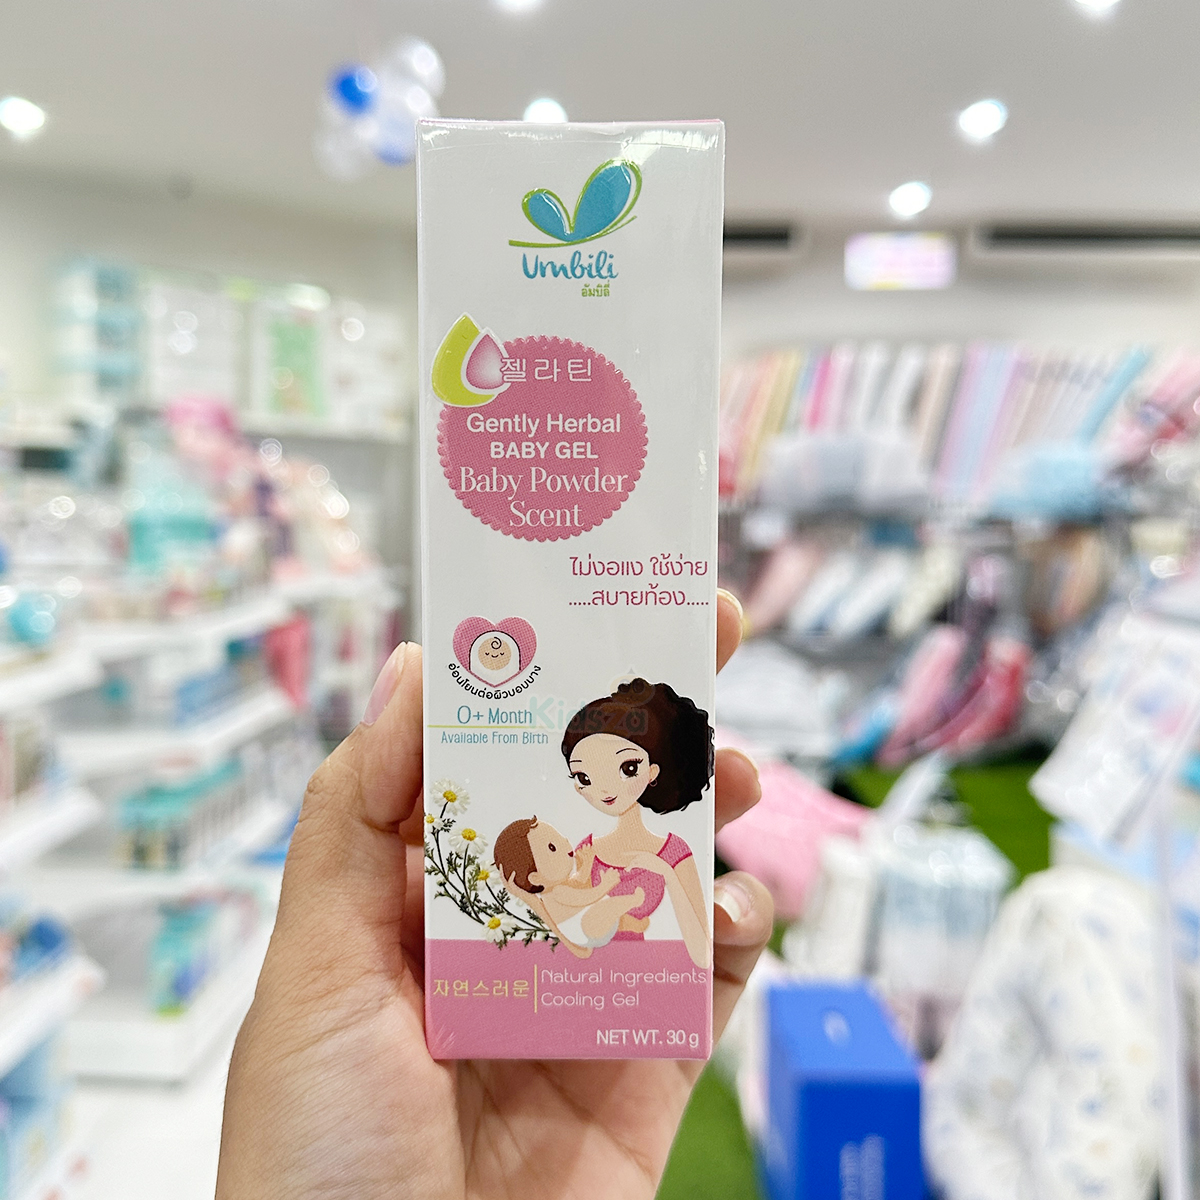 Umbili
อัมบิลี่
젤라틴
Gently Herbal
BABY GEL
Baby Powder
Scent
ไม่งอแง ใช้ง่าย
.....สบายท้อง.....
อ่อนโยนต่อผิวบอบบาง
0+ Month
Available From Birth
Kidsza
자연스러운
Natural Ingredients
Cooling Gel
NET WT. 30 g